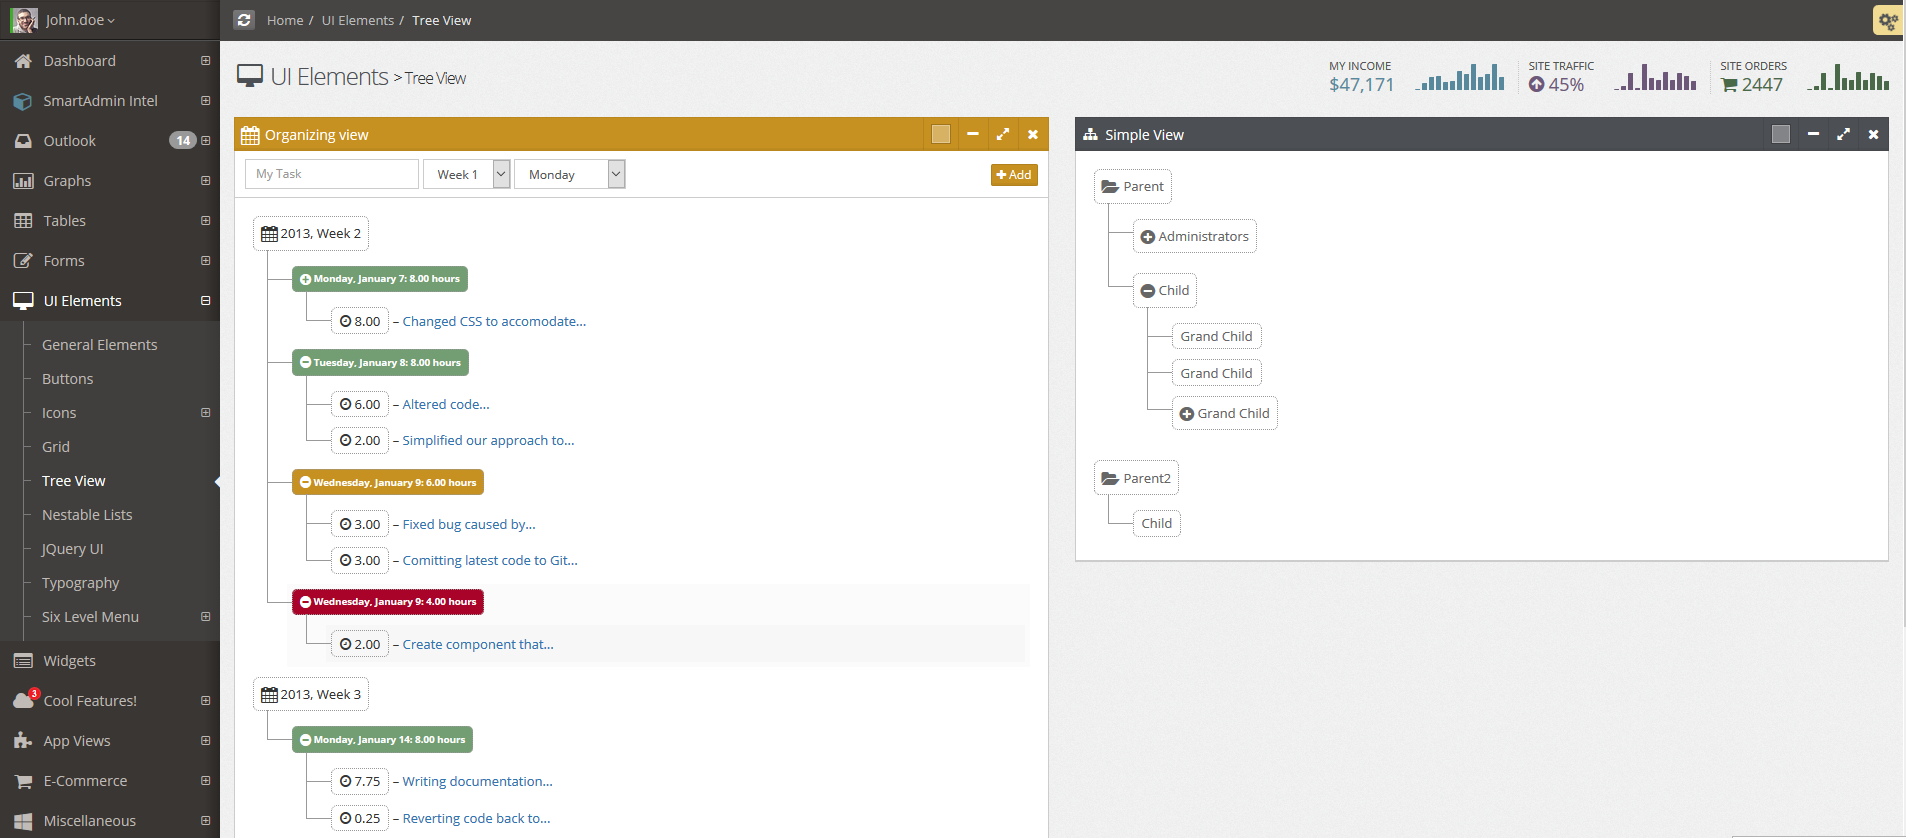 John.doe
Home / UI Elements / Tree View
Dashboard
SmartAdmin Intel
Outlook 14
Graphs
Tables
Forms
UI Elements
General Elements
Buttons
Icons
Grid
Tree View
Nestable Lists
JQuery UI
Typography
Six Level Menu
Widgets
3
Cool Features!
App Views
E-Commerce
Miscellaneous
UI Elements > Tree View
MY INCOME
$47,171
SITE TRAFFIC
45%
SITE ORDERS
2447
Organizing view
My Task Week 1 Monday Add
2013, Week 2
Monday, January 7: 8.00 hours
8.00 – Changed CSS to accomodate...
Tuesday, January 8: 8.00 hours
6.00 – Altered code...
2.00 – Simplified our approach to...
Wednesday, January 9: 6.00 hours
3.00 – Fixed bug caused by...
3.00 – Comitting latest code to Git...
Wednesday, January 9: 4.00 hours
2.00 – Create component that...
2013, Week 3
Monday, January 14: 8.00 hours
7.75 – Writing documentation...
0.25 – Reverting code back to...
Simple View
Parent
Administrators
Child
Grand Child
Grand Child
Grand Child
Parent2
Child